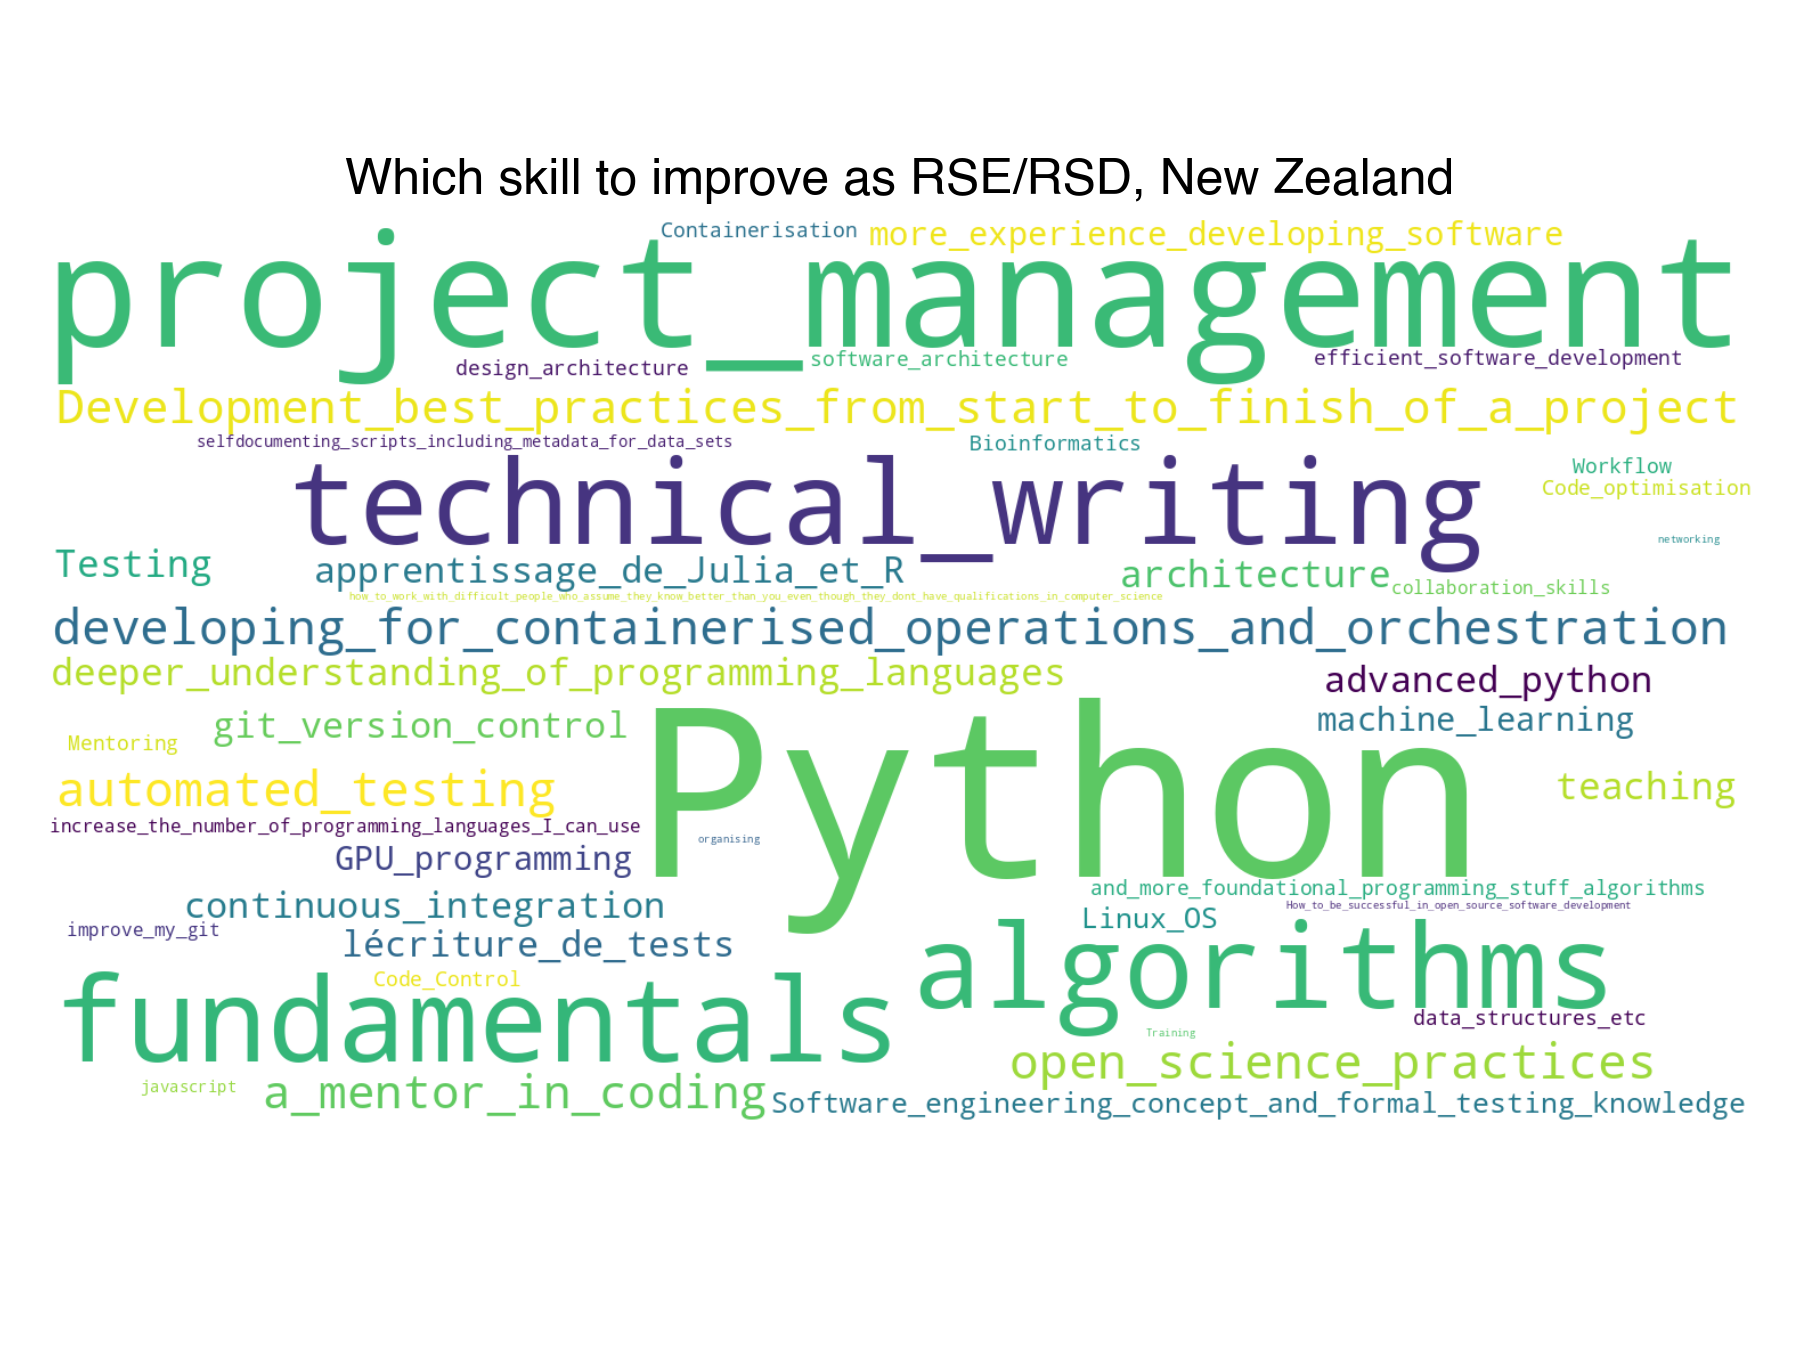 Which skill to improve as RSE/RSD, New Zealand
Containerisation
more_experience_developing_software
project_management
design_architecture
software_architecture
efficient_software_development
Development_best_practices_from_start_to_finish_of_a_project
selfdocumenting_scripts_including_metadata_for_data_sets
Bioinformatics
Workflow
Code_optimisation
technical_writing
networking
Testing
apprentissage_de_Julia_et_R
architecture
collaboration_skills
how_to_work_with_difficult_people_who_assume_they_know_better_than_you_even_though_they_dont_have_qualifications_in_computer_science
developing_for_containerised_operations_and_orchestration
deeper_understanding_of_programming_languages
advanced_python
git_version_control
machine_learning
Mentoring
Python
automated_testing
teaching
increase_the_number_of_programming_languages_I_can_use
organising
GPU_programming
and_more_foundational_programming_stuff_algorithms
continuous_integration
How_to_be_successful_in_open_source_software_development
Linux_OS
improve_my_git
lécriture_de_tests
algorithms
Code_Control
fundamentals
data_structures_etc
Training
open_science_practices
javascript
a_mentor_in_coding
Software_engineering_concept_and_formal_testing_knowledge